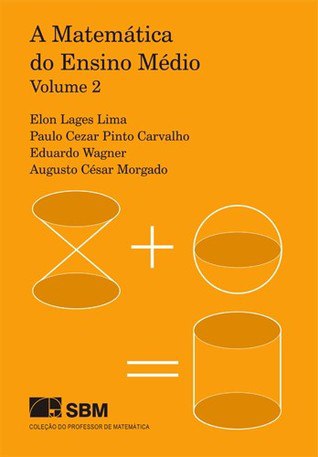 A Matemática
do Ensino Médio
Volume 2
Elon Lages Lima
Paulo Cezar Pinto Carvalho
Eduardo Wagner
Augusto César Morgado
+
=
SBM
COLEÇÃO DO PROFESSOR DE MATEMÁTICA